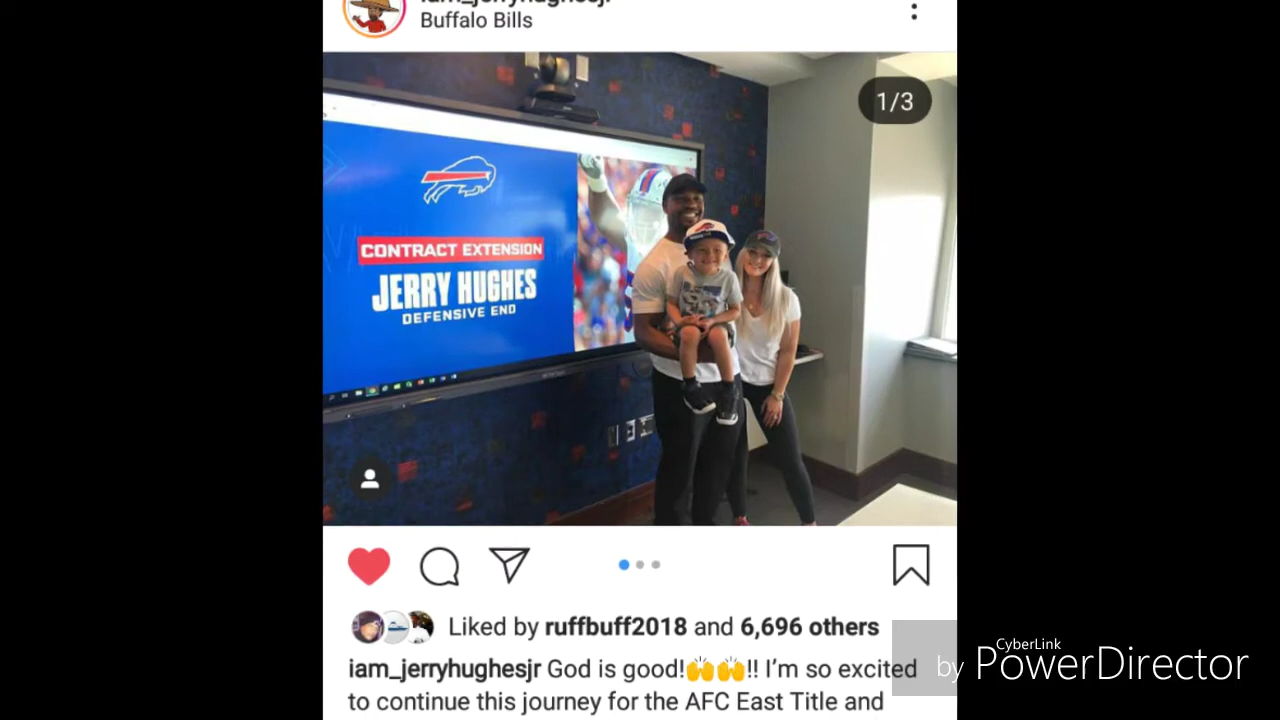 iam_jerryhughesjr
Buffalo Bills
1/3
CONTRACT EXTENSION
JERRY HUGHES
DEFENSIVE END
Liked by ruffbuff2018 and 6,696 others
iam_jerryhughesjr God is good!🙌🙌!! I'm so excited
to continue this journey for the AFC East Title and
CyberLink
by PowerDirector